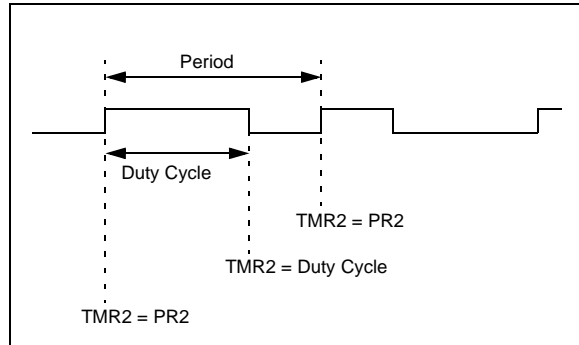 Period
Duty Cycle
TMR2 = PR2
TMR2 = Duty Cycle
TMR2 = PR2